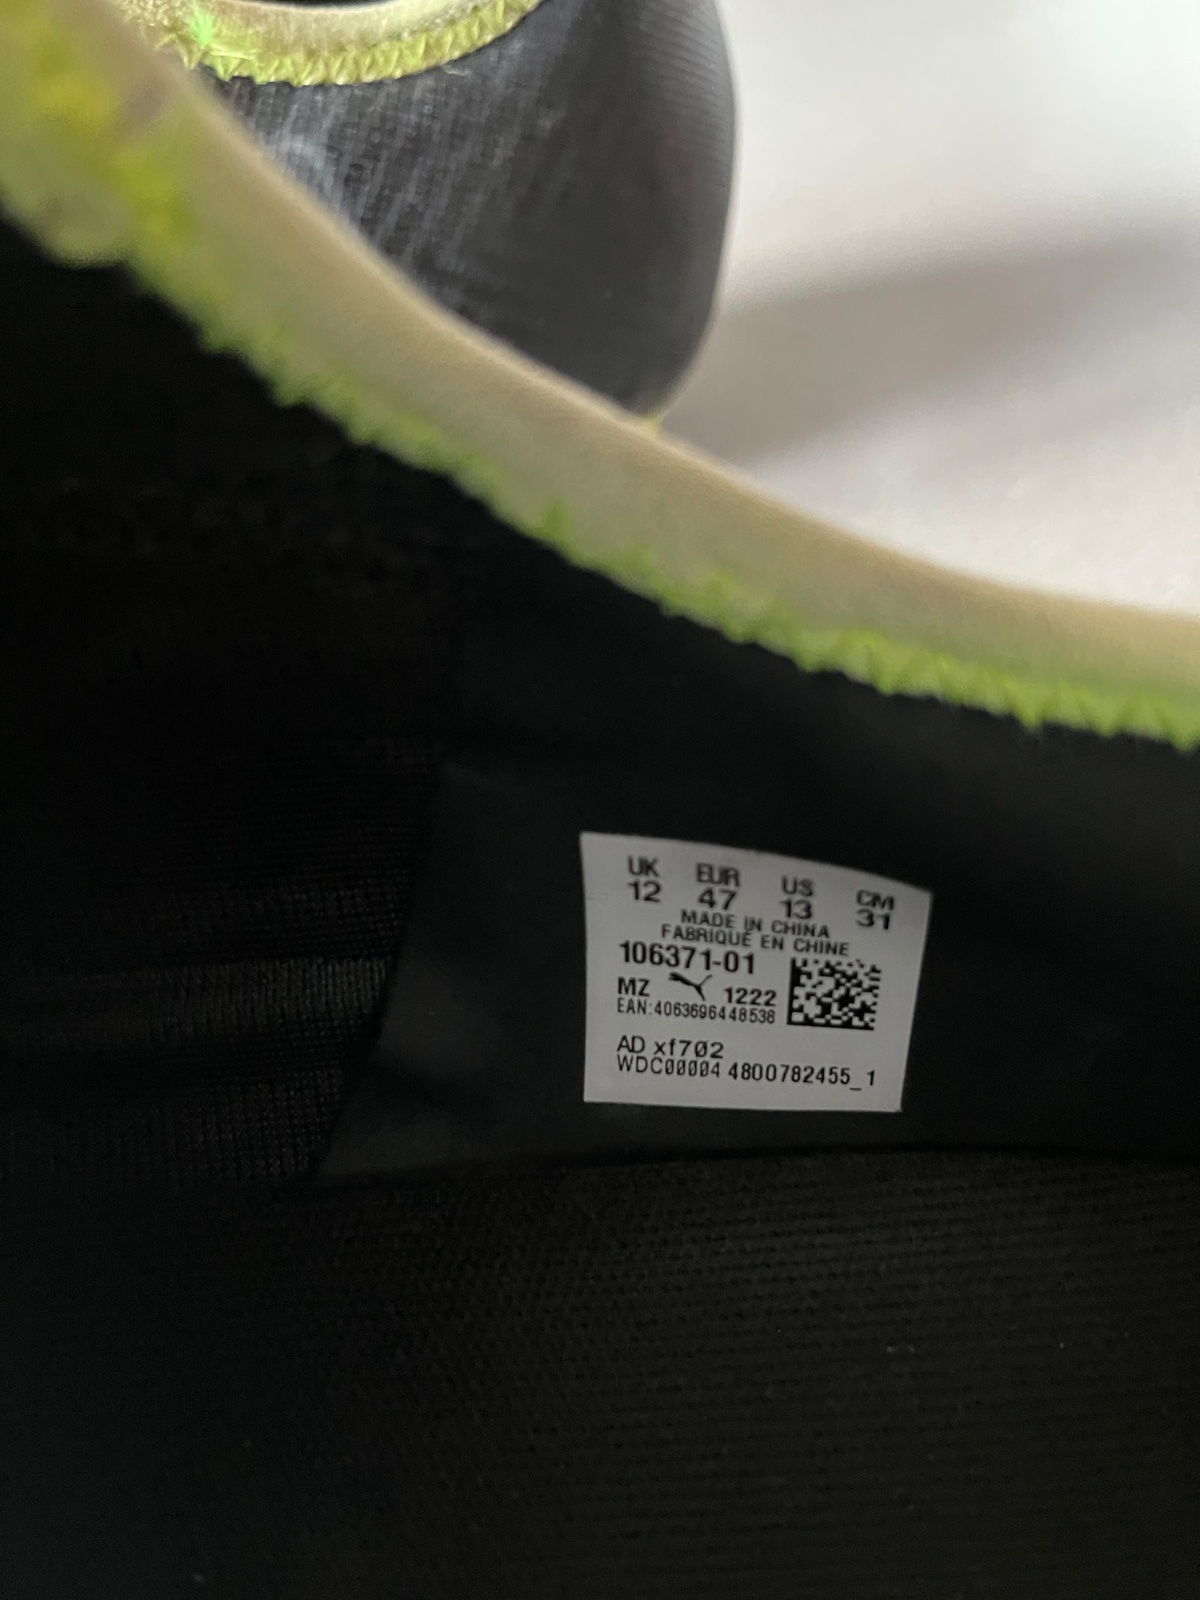 UK EUR US CM
12 47 13 31
MADE IN CHINA
FABRIQUÉ EN CHINE
106371-01
MZ 1222
EAN:4063696448538
AD xf702
WDC00004 4800782455_1